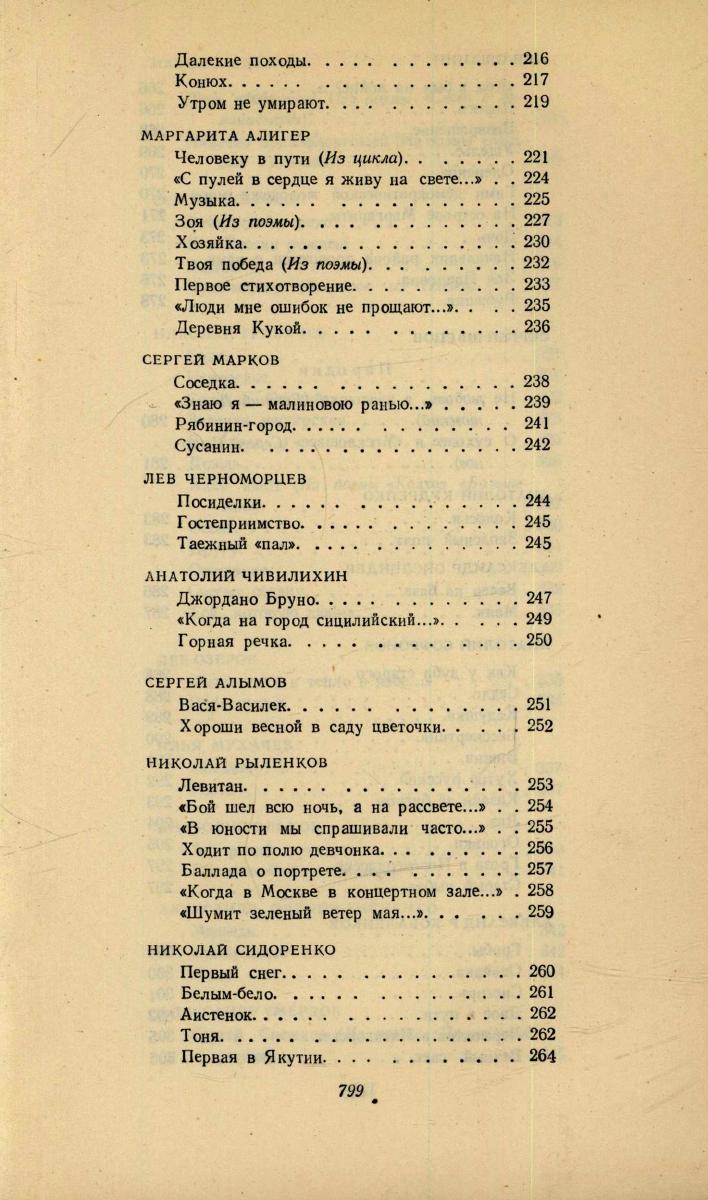 Далекие походы. . . . . . . . . . . . 216
Конюх. . . . . . . . . . . . . . . . 217
Утром не умирают. . . . . . . . . . . 219
МАРГАРИТА АЛИГЕР
Человеку в пути (Из цикла). . . . . . . 221
«С пулей в сердце я живу на свете...» . . 224
Музыка. . . . . . . . . . . . . . . . 225
Зоя (Из поэмы). . . . . . . . . . . . 227
Хозяйка. . . . . . . . . . . . . . . 230
Твоя победа (Из поэмы). . . . . . . . . 232
Первое стихотворение. . . . . . . . . . 233
«Люди мне ошибок не прощают...». . . . . 235
Деревня Кукой. . . . . . . . . . . . . 236
СЕРГЕЙ МАРКОВ
Соседка. . . . . . . . . . . . . . . 238
«Знаю я — малиновою ранью...» . . . . . 239
Рябинин-город. . . . . . . . . . . . . 241
Сусанин. . . . . . . . . . . . . . . 242
ЛЕВ ЧЕРНОМОРЦЕВ
Посиделки. . . . . . . . . . . . . . 244
Гостеприимство. . . . . . . . . . . . 245
Таежный «пал». . . . . . . . . . . . . 245
АНАТОЛИЙ ЧИВИЛИХИН
Джордано Бруно. . . . . . . . . . . . 247
«Когда на город сицилийский...». . . . . 249
Горная речка. . . . . . . . . . . . . 250
СЕРГЕЙ АЛЫМОВ
Вася-Василек. . . . . . . . . . . . . 251
Хороши весной в саду цветочки. . . . . . 252
НИКОЛАЙ РЫЛЕНКОВ
Левитан. . . . . . . . . . . . . . . 253
«Бой шел всю ночь, а на рассвете...» . . 254
«В юности мы спрашивали часто...» . . 255
Ходит по полю девчонка. . . . . . . . . 256
Баллада о портрете. . . . . . . . . . . 257
«Когда в Москве в концертном зале...» . 258
«Шумит зеленый ветер мая...». . . . . . 259
НИКОЛАЙ СИДОРЕНКО
Первый снег. . . . . . . . . . . . . . 260
Белым-бело. . . . . . . . . . . . . . 261
Аистенок. . . . . . . . . . . . . . . 262
Тоня. . . . . . . . . . . . . . . . . 262
Первая в Якутии. . . . . . . . . . . . 264
799